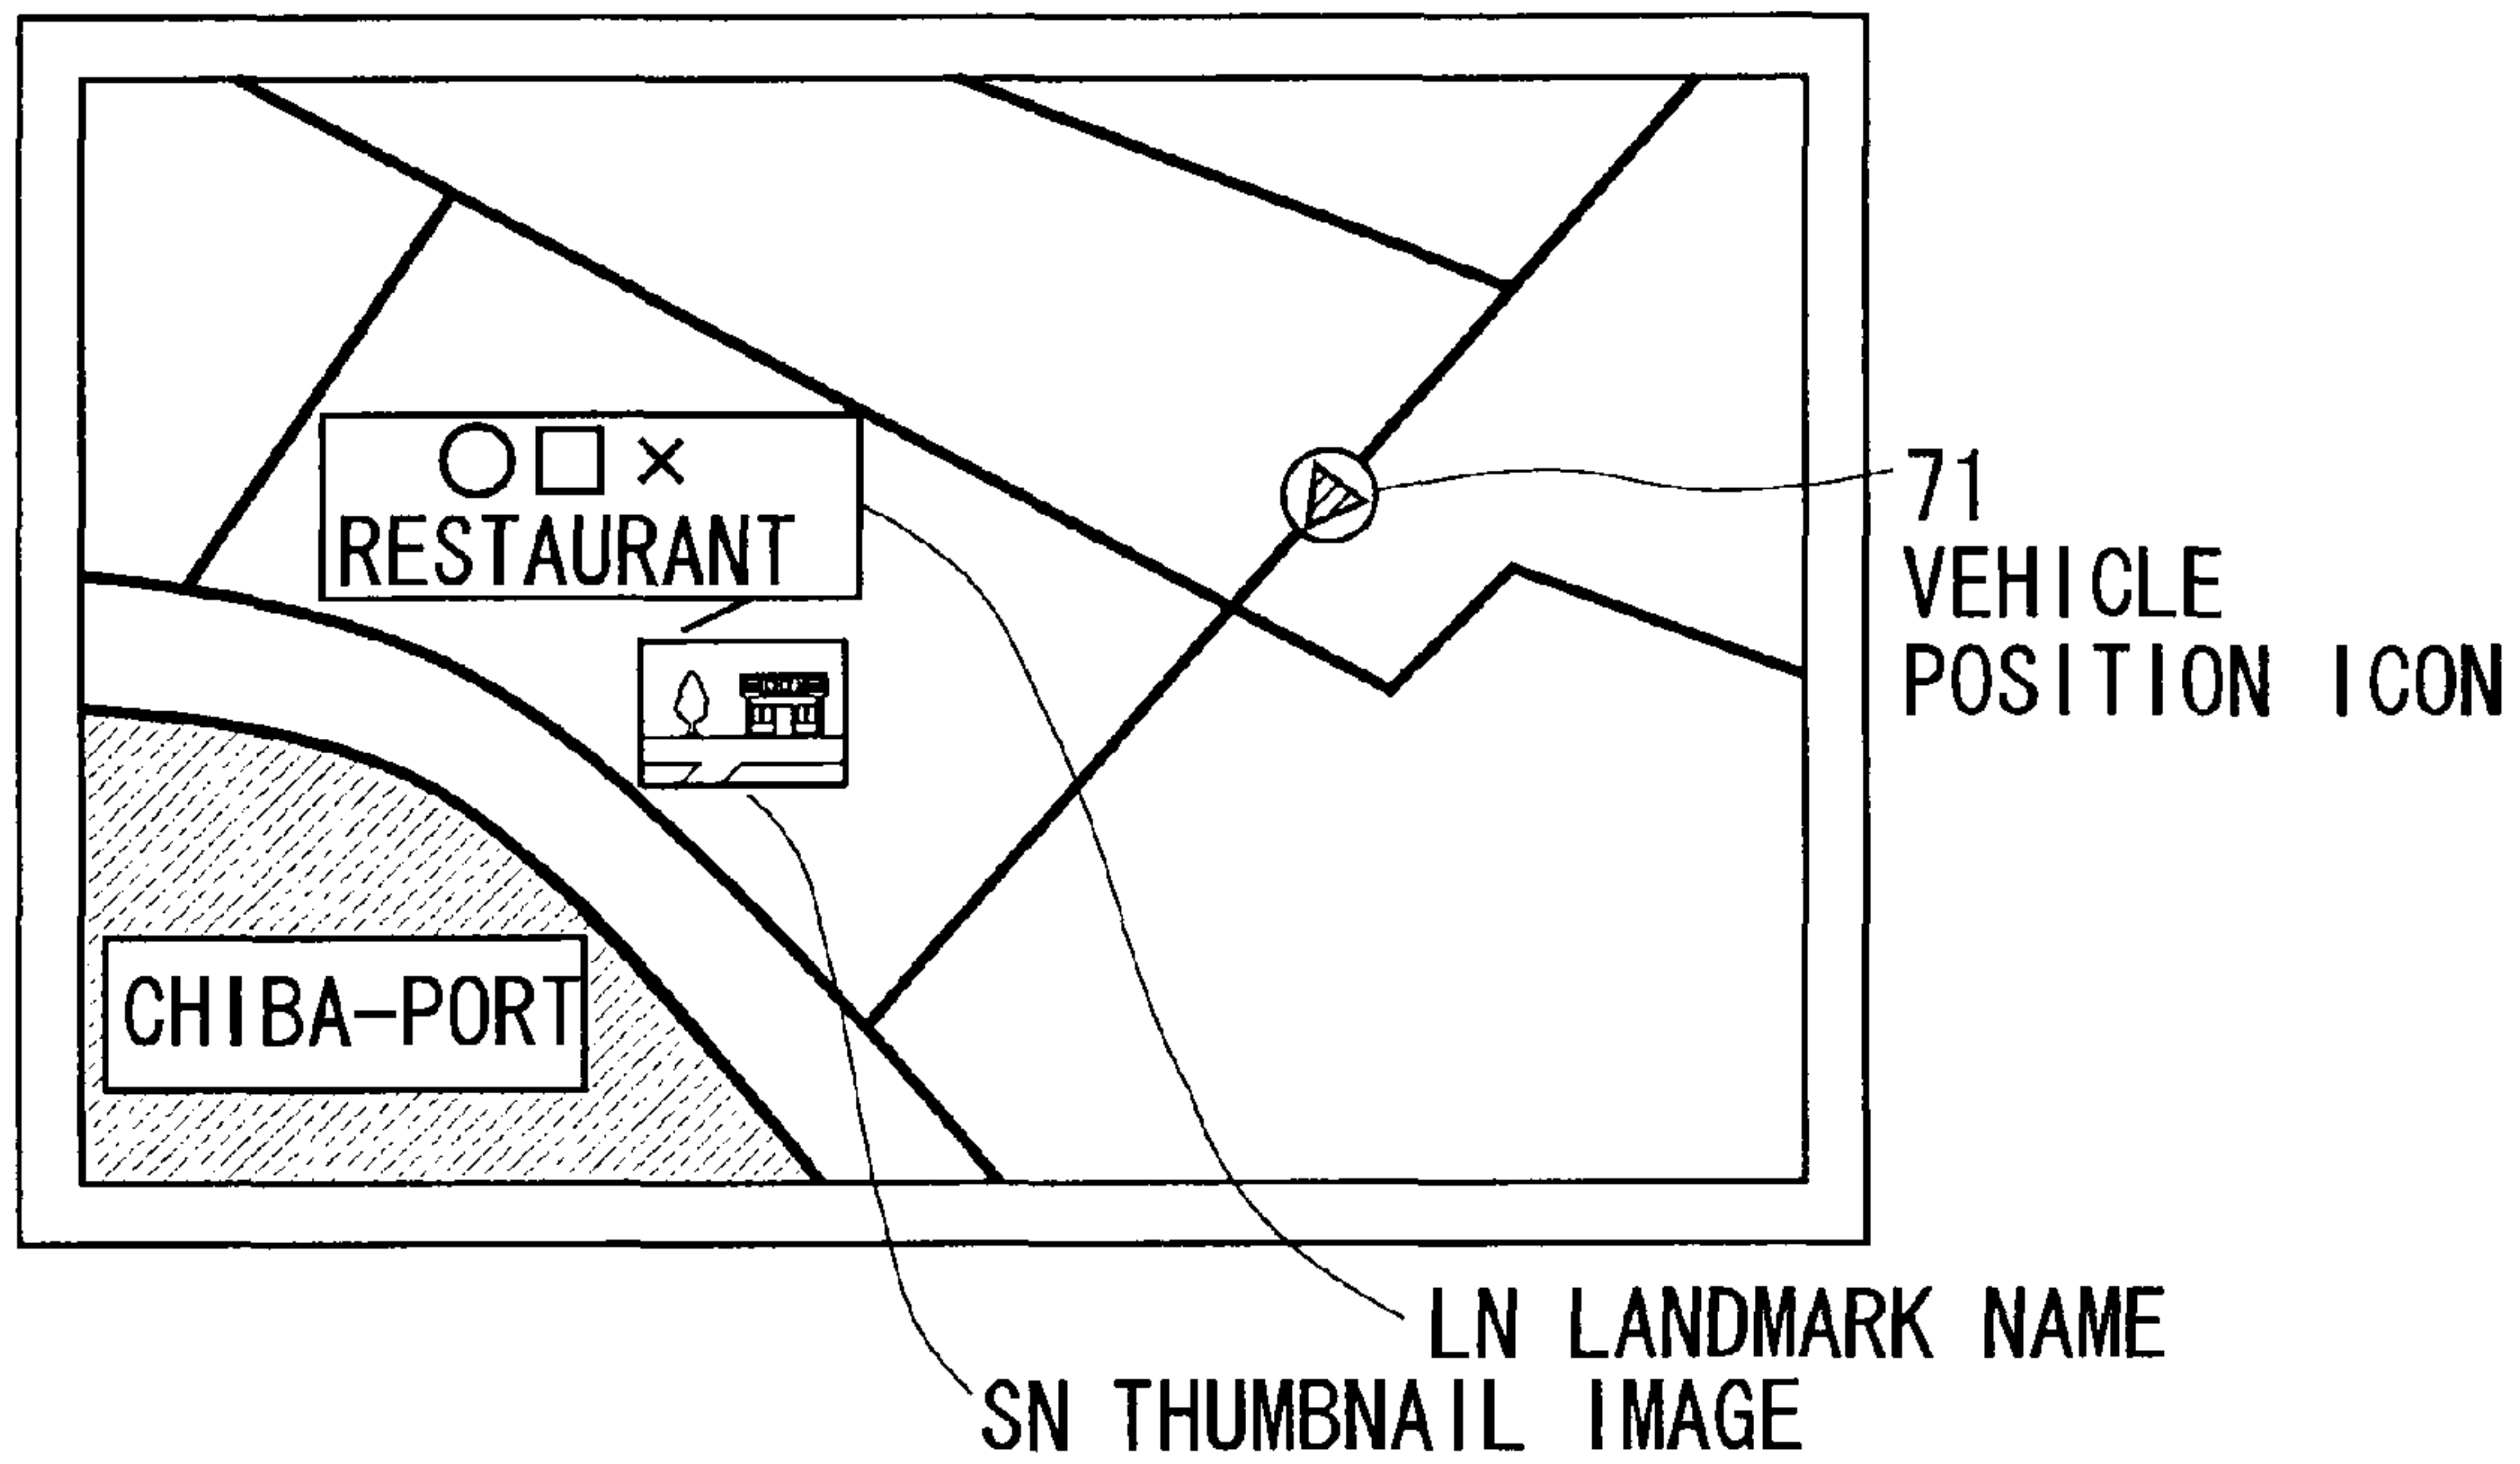 ○□×
RESTAURANT
71
VEHICLE
POSITION ICON
CHIBA-PORT
LN LANDMARK NAME
SN THUMBNAIL IMAGE